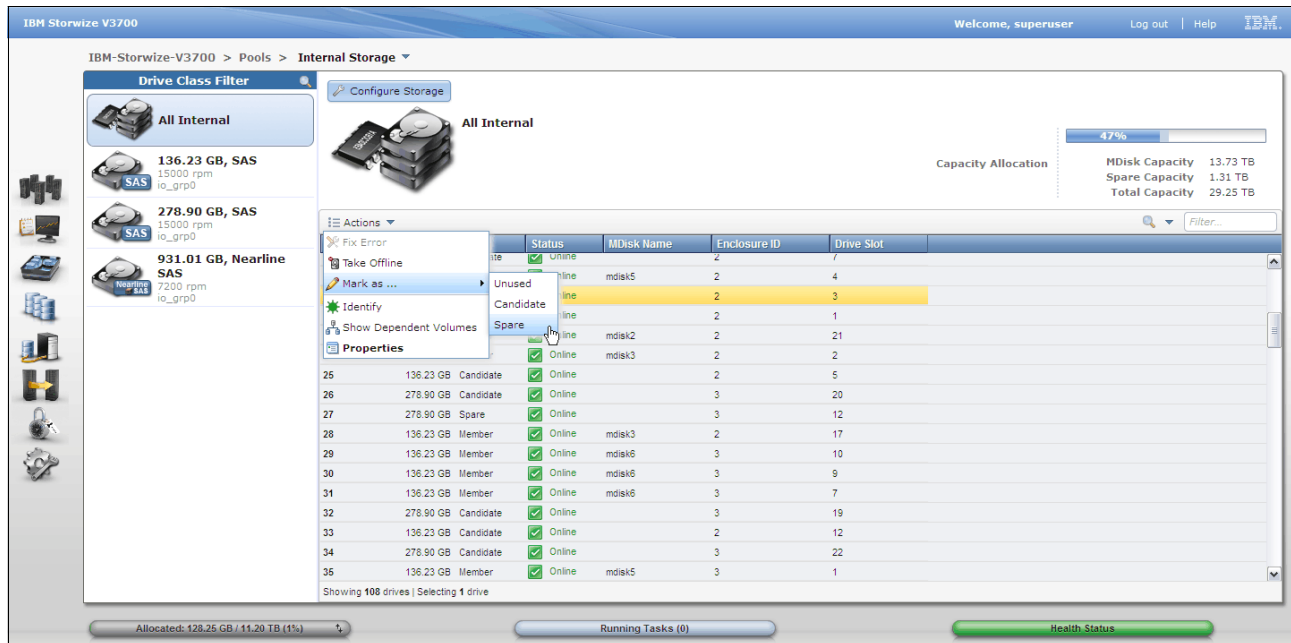 IBM Storwize V3700 Welcome, superuser Log out | Help IBM.
IBM-Storwize-V3700 > Pools > Internal Storage
Drive Class Filter
All Internal
136.23 GB, SAS
15000 rpm
io_grp0
SAS
278.90 GB, SAS
15000 rpm
io_grp0
SAS
931.01 GB, Nearline SAS
7200 rpm
io_grp0
Nearline SAS
Configure Storage
All Internal
Capacity Allocation
47%
MDisk Capacity 13.73 TB
Spare Capacity 1.31 TB
Total Capacity 29.25 TB
Actions
Filter...
Fix Error
Take Offline
Mark as ...
Identify
Show Dependent Volumes
Properties
Unused
Candidate
Spare
Status MDisk Name Enclosure ID Drive Slot
Online 2 7
mdisk5 2 4
2 3
2 1
mdisk2 2 21
Online mdisk3 2 2
25 136.23 GB Candidate Online 2 5
26 278.90 GB Candidate Online 3 20
27 278.90 GB Spare Online 3 12
28 136.23 GB Member Online mdisk3 2 17
29 136.23 GB Member Online mdisk6 3 10
30 136.23 GB Member Online mdisk6 3 9
31 136.23 GB Member Online mdisk6 3 7
32 278.90 GB Candidate Online 3 19
33 136.23 GB Candidate Online 2 12
34 278.90 GB Candidate Online 3 22
35 136.23 GB Member Online mdisk5 3 1
Showing 108 drives | Selecting 1 drive
Allocated: 128.25 GB / 11.20 TB (1%)
Running Tasks (0)
Health Status